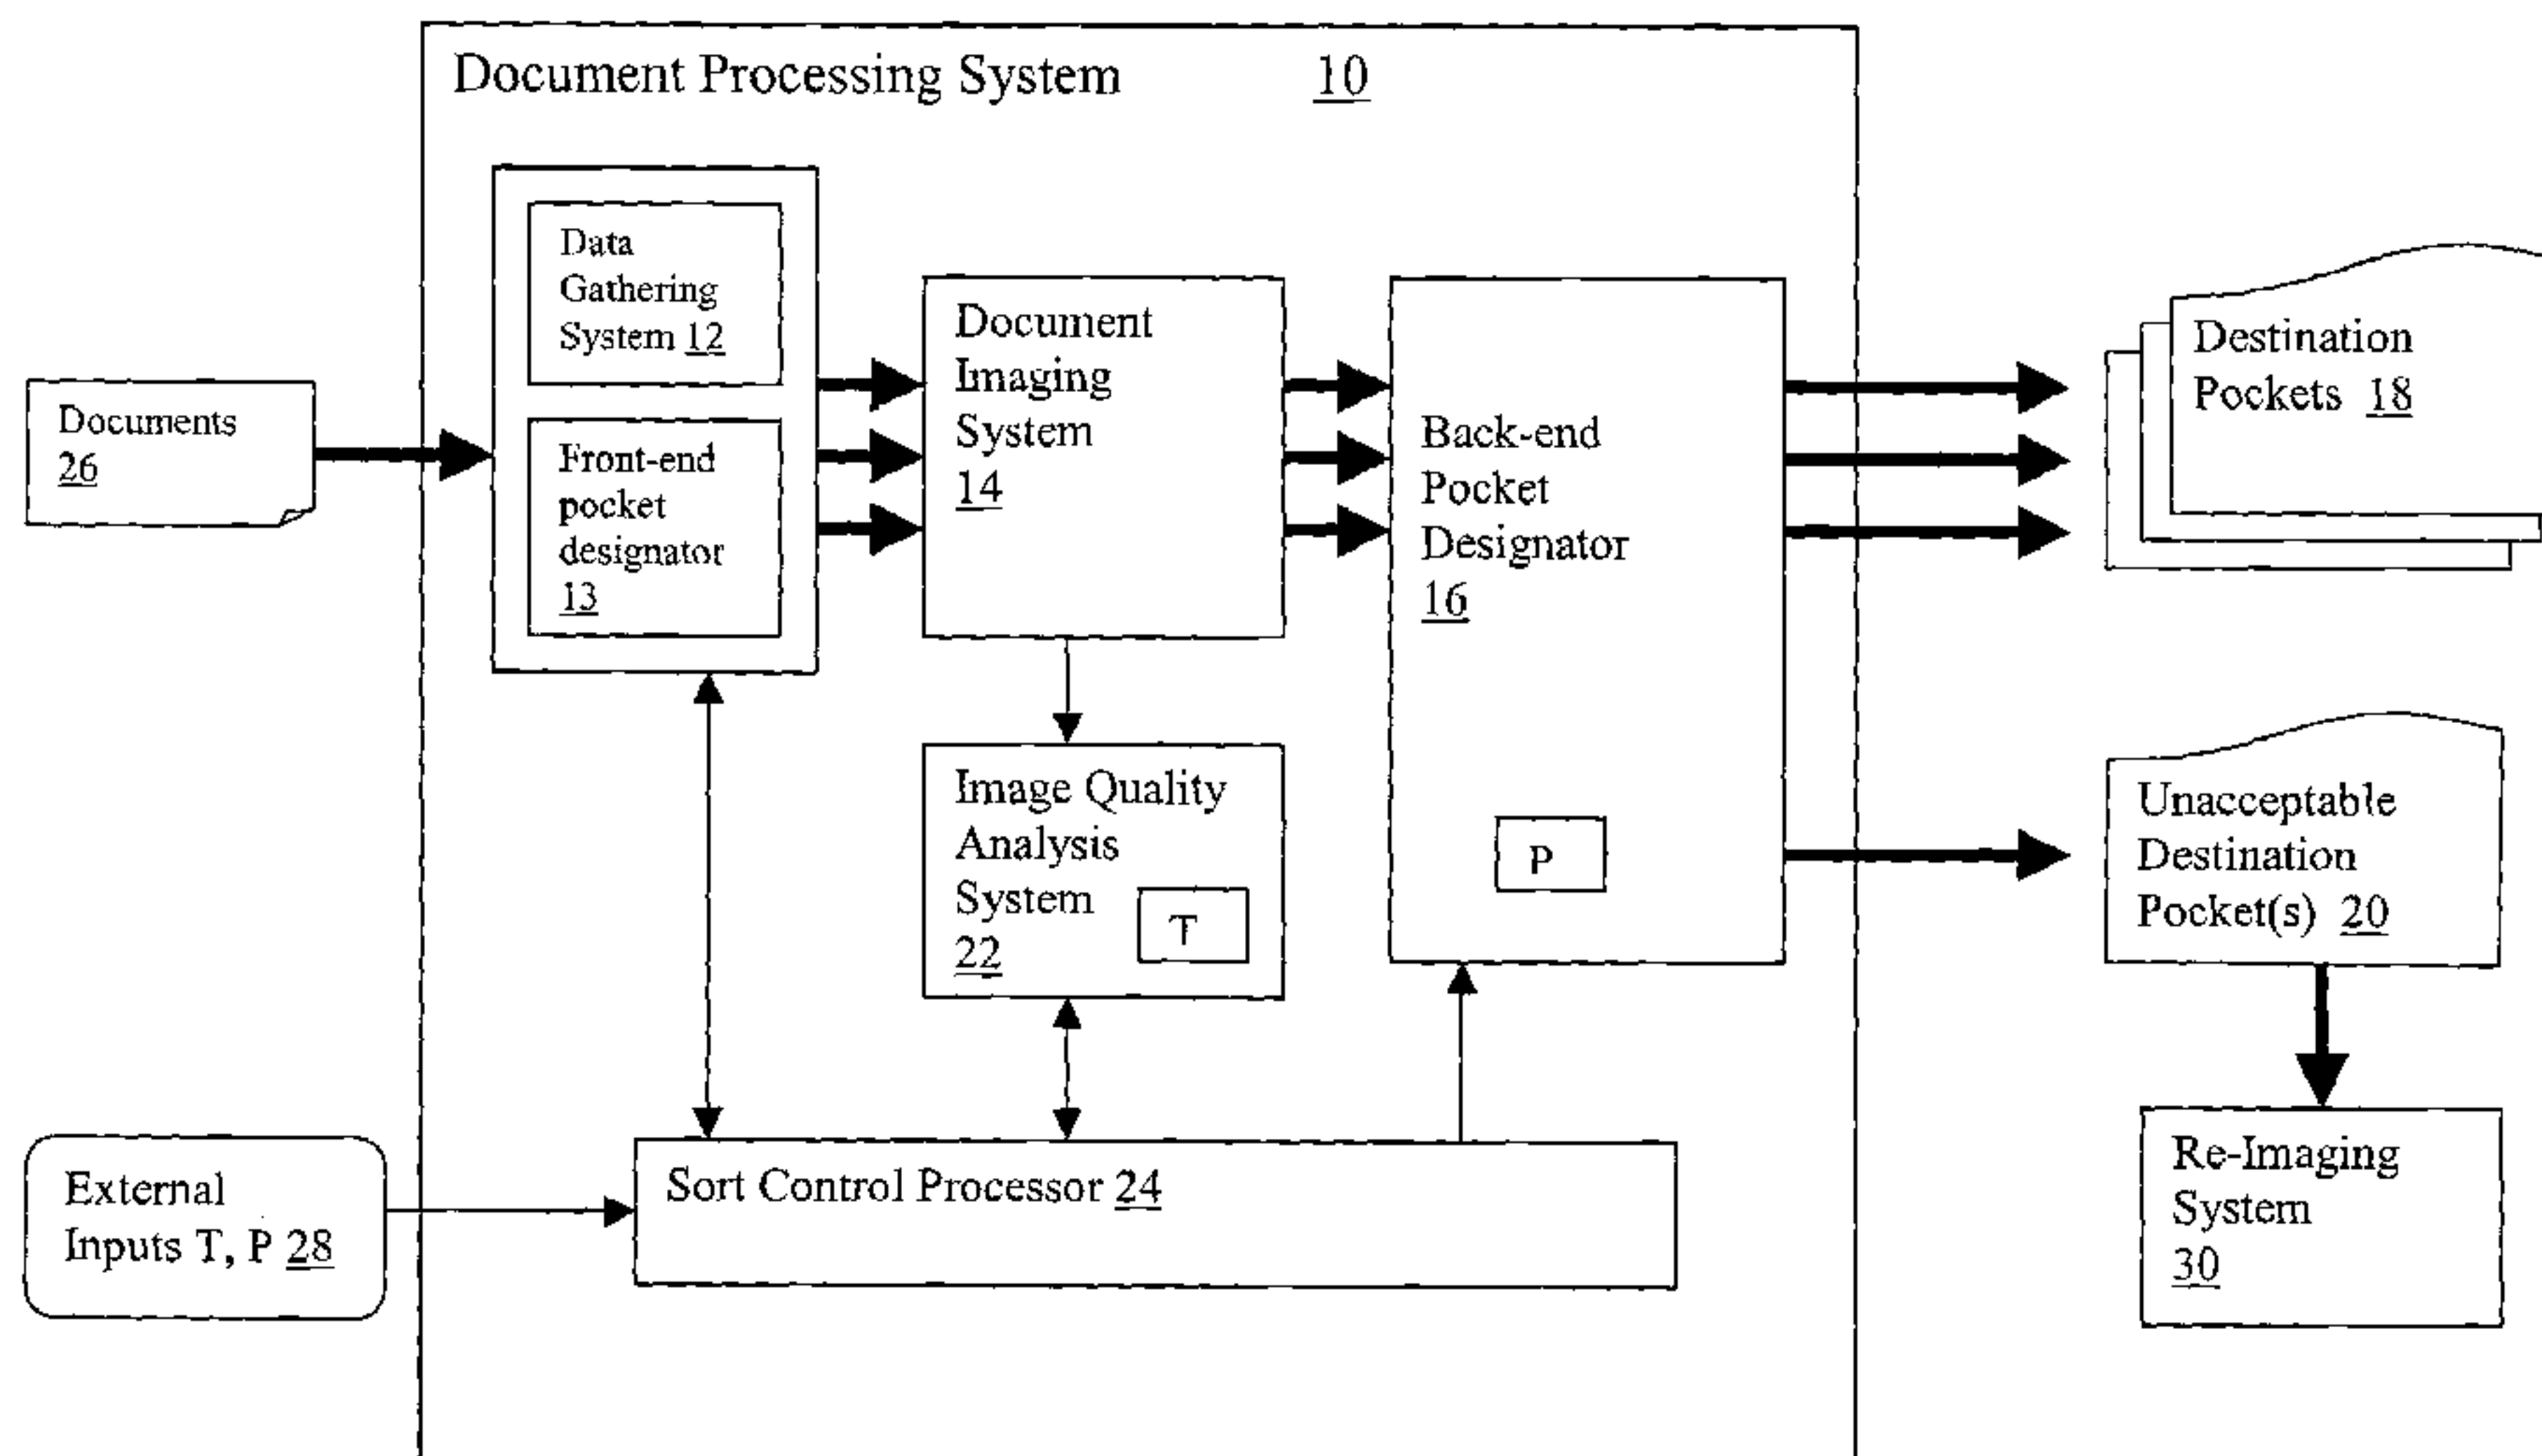 Document Processing System 10
Data
Gathering
System 12
Front-end
pocket
designator
13
Documents
26
Document
Imaging
System
14
Back-end
Pocket
Designator
16
P
Image Quality
Analysis
System
22
T
Destination
Pockets 18
Unacceptable
Destination
Pocket(s) 20
Re-Imaging
System
30
Sort Control Processor 24
External
Inputs T, P 28